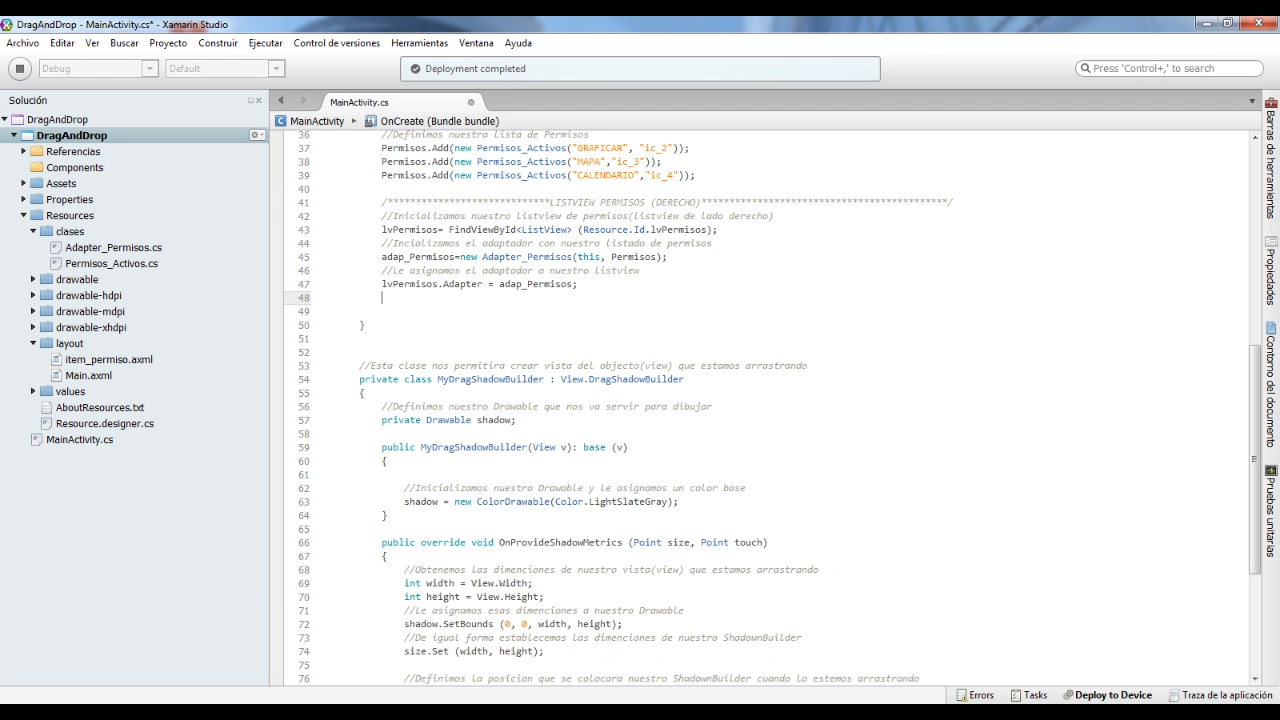 DragAndDrop - MainActivity.cs* - Xamarin Studio
Archivo Editar Ver Buscar Proyecto Construir Ejecutar Control de versiones Herramientas Ventana Ayuda
Debug Default Deployment completed Press 'Control+,' to search
Solución
DragAndDrop
DragAndDrop
Referencias
Components
Assets
Properties
Resources
clases
Adapter_Permisos.cs
Permisos_Activos.cs
drawable
drawable-hdpi
drawable-mdpi
drawable-xhdpi
layout
item_permiso.axml
Main.axml
values
AboutResources.txt
Resource.designer.cs
MainActivity.cs
MainActivity.cs
MainActivity OnCreate (Bundle bundle)
36 //Definimos nuestra lista de Permisos
37 Permisos.Add(new Permisos_Activos("GRAFICAR", "ic_2"));
38 Permisos.Add(new Permisos_Activos("MAPA","ic_3"));
39 Permisos.Add(new Permisos_Activos("CALENDARIO","ic_4"));
40
41 /*****************************LISTVIEW PERMISOS (DERECHO)********************************************/
42 //Inicializamos nuestro listview de permisos(listview de lado derecho)
43 lvPermisos= FindViewById<ListView> (Resource.Id.lvPermisos);
44 //Incializamos el adaptador con nuestro listado de permisos
45 adap_Permisos=new Adapter_Permisos(this, Permisos);
46 //Le asignamos el adaptador a nuestro listview
47 lvPermisos.Adapter = adap_Permisos;
48
49
50 }
51
52
53 //Esta clase nos permitira crear vista del objecto(view) que estamos arrastrando
54 private class MyDragShadowBuilder : View.DragShadowBuilder
55 {
56 //Definimos nuestro Drawable que nos va servir para dibujar
57 private Drawable shadow;
58
59 public MyDragShadowBuilder(View v): base (v)
60 {
61
62 //Inicializamos nuestro Drawable y le asignamos un color base
63 shadow = new ColorDrawable(Color.LightSlateGray);
64 }
65
66 public override void OnProvideShadowMetrics (Point size, Point touch)
67 {
68 //Obtenemos las dimenciones de nuestro vista(view) que estamos arrastrando
69 int width = View.Width;
70 int height = View.Height;
71 //Le asignamos esas dimenciones a nuestro Drawable
72 shadow.SetBounds (0, 0, width, height);
73 //De igual forma establecemos las dimenciones de nuestro ShadownBuilder
74 size.Set (width, height);
75
76 //Definimos la posicion que se colocara nuestro ShadownBuilder cuando lo estemos arrastrando
Barras de herramientas
Propiedades
Contorno de documento
Pruebas unitarias
Errors Tasks Deploy to Device Traza de la aplicación